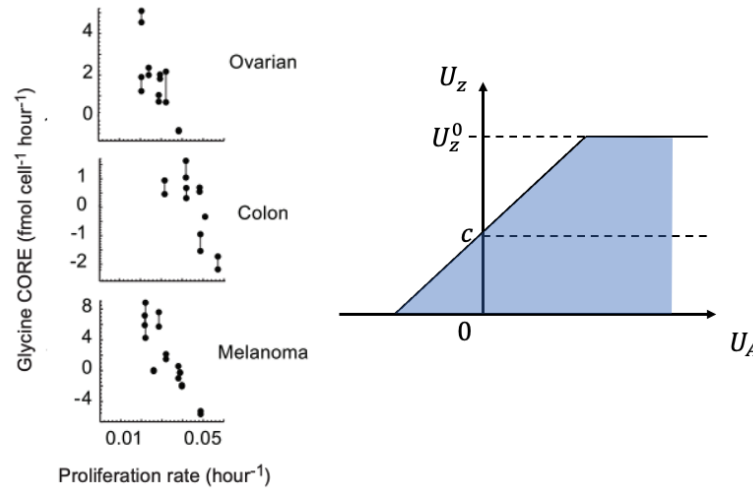 Glycine CORE (fmol cell-1 hour-1)
4
2
0
Ovarian
1
0
-1
-2
Colon
8
4
0
-4
Melanoma
0.01 0.05
Proliferation rate (hour-1)
U_z
U_z^0
c
0
U_A